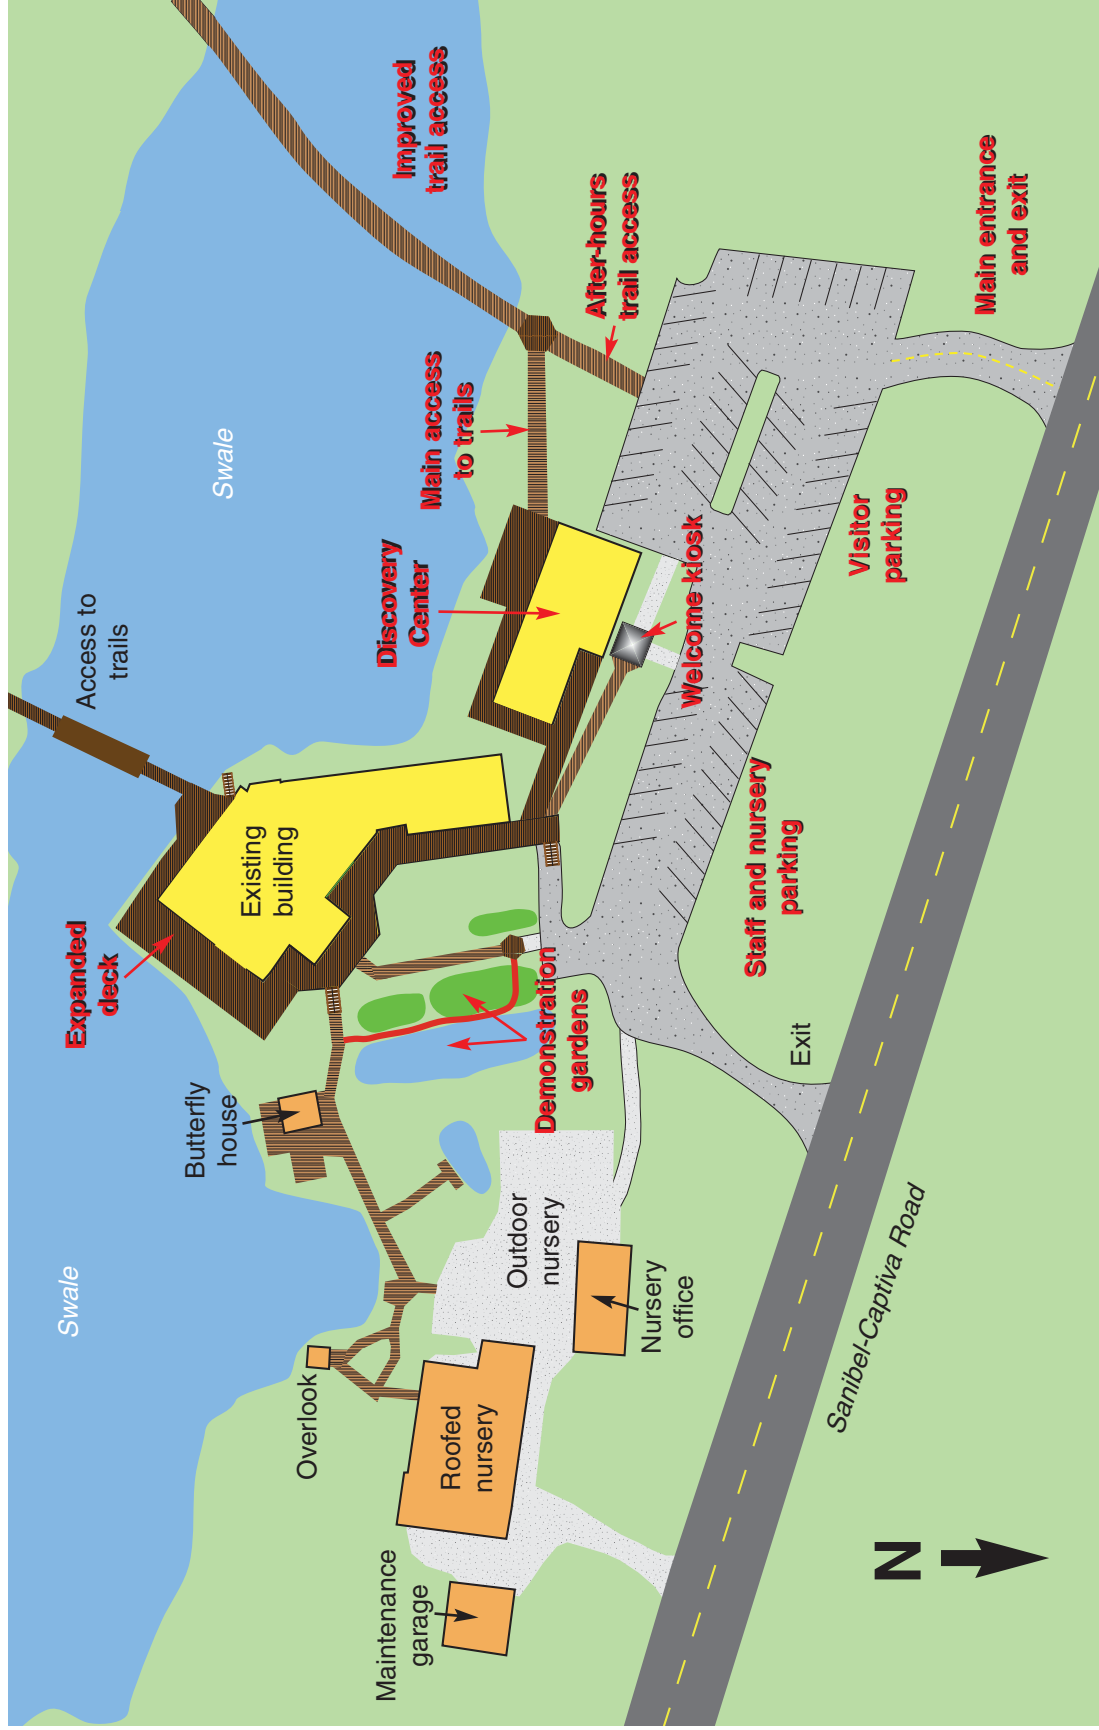 Swale
Access to
trails
Improved
trail access
Expanded
deck
Existing
building
Discovery
Center
Main access
to trails
After-hours
trail access
Swale
Butterfly
house
Overlook
Demonstration
gardens
Welcome kiosk
Visitor
parking
Main entrance
and exit
Staff and nursery
parking
Exit
Outdoor
nursery
Nursery
office
Roofed
nursery
Maintenance
garage
Sanibel-Captiva Road
N